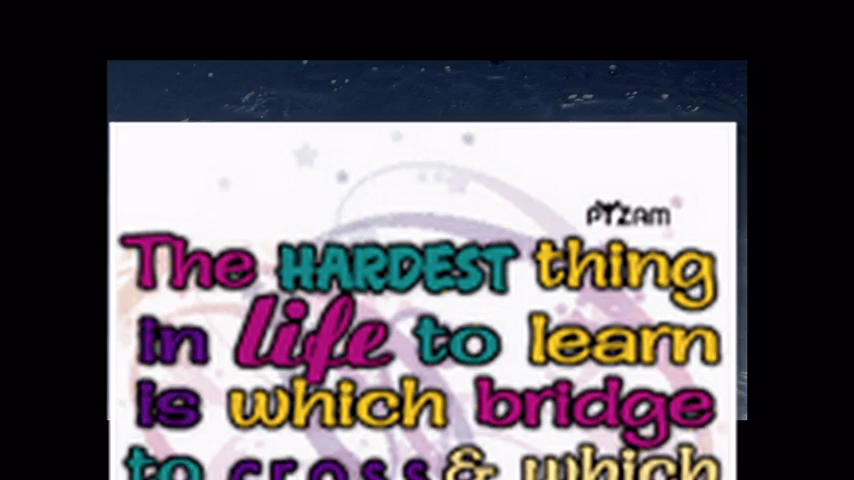 PYZAM
The HARDEST thing
in life to learn
is which bridge
to cross & which